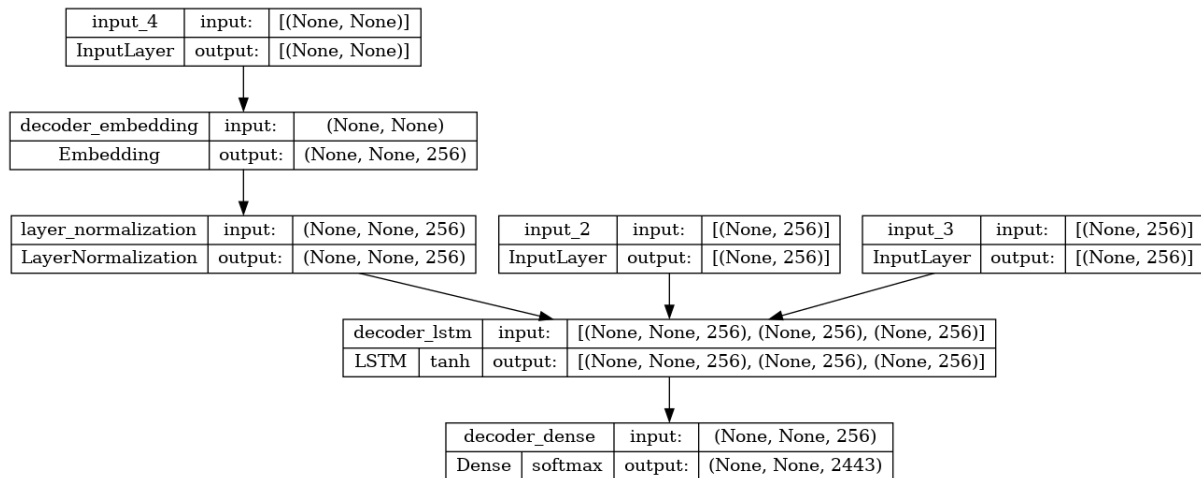 input_4 input: [(None, None)]
InputLayer output: [(None, None)]
decoder_embedding input: (None, None)
Embedding output: (None, None, 256)
layer_normalization input: (None, None, 256)
LayerNormalization output: (None, None, 256)
input_2 input: [(None, 256)]
InputLayer output: [(None, 256)]
input_3 input: [(None, 256)]
InputLayer output: [(None, 256)]
decoder_lstm input: [(None, None, 256), (None, 256), (None, 256)]
LSTM tanh output: [(None, None, 256), (None, 256), (None, 256)]
decoder_dense input: (None, None, 256)
Dense softmax output: (None, None, 2443)